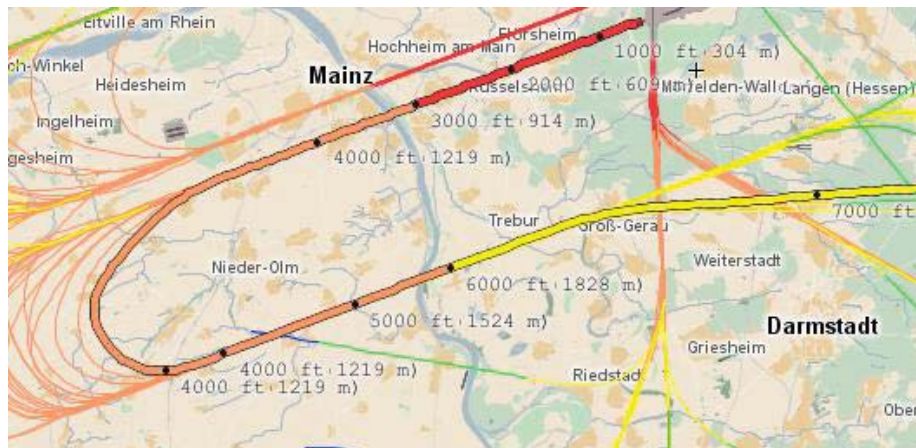 Eltville am Rhein
Flörsheim
Hochheim am Main
1000 ft(304 m)
ch-Winkel
Mainz
Heidesheim
2000 ft(609 m)
Langen (Hessen)
Ingelheim
3000 ft(914 m)
4000 ft(1219 m)
gesheim
7000 ft
Trebur
Groß-Gerau
Nieder-Olm
Weiterstadt
6000 ft(1828 m)
5000 ft(1524 m)
Darmstadt
Griesheim
4000 ft(1219 m)
4000 ft(1219 m)
Riedstadt
Ober